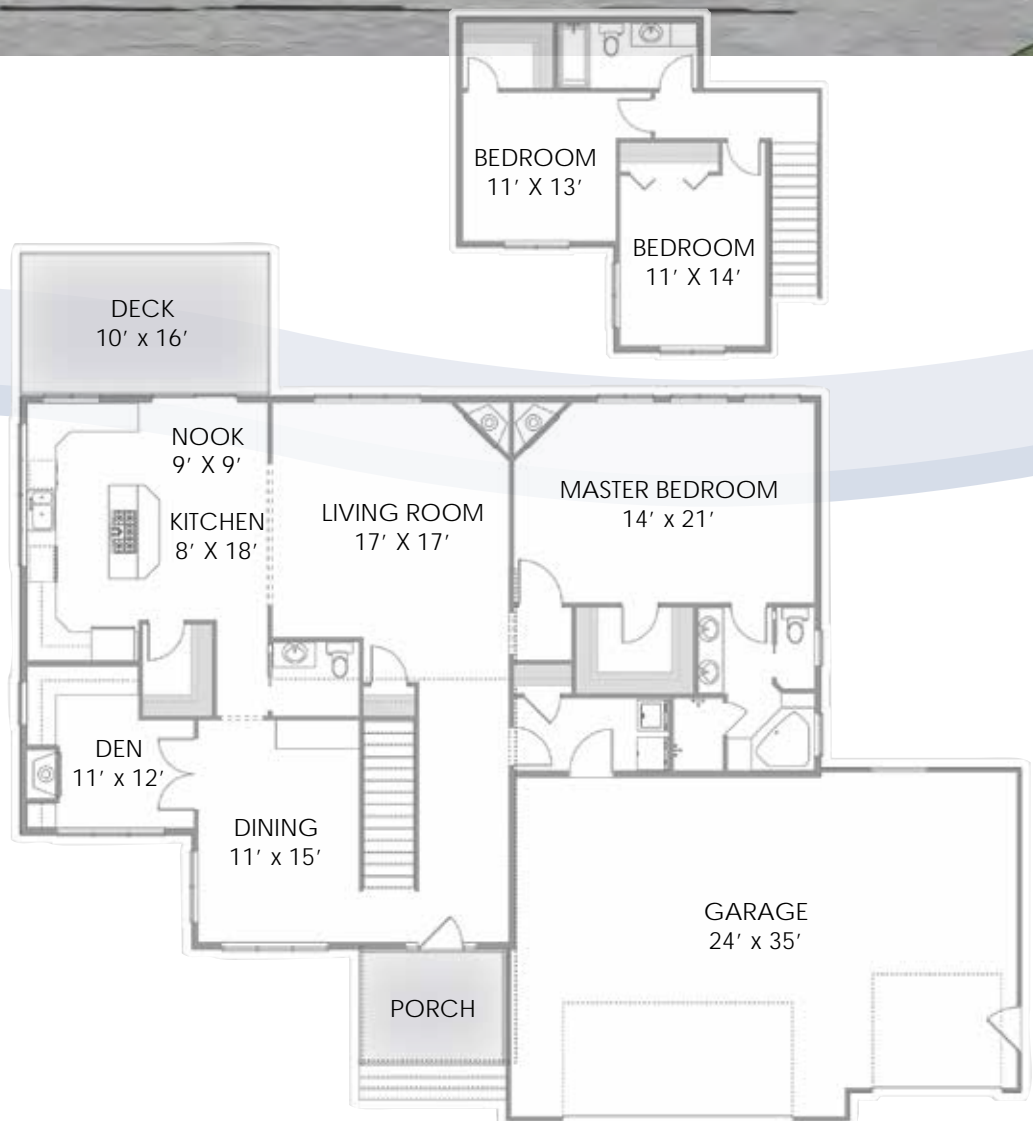 BEDROOM
11' X 13'
BEDROOM
11' X 14'
DECK
10' x 16'
NOOK
9' X 9'
KITCHEN
8' X 18'
LIVING ROOM
17' X 17'
MASTER BEDROOM
14' x 21'
DEN
11' x 12'
DINING
11' x 15'
GARAGE
24' x 35'
PORCH